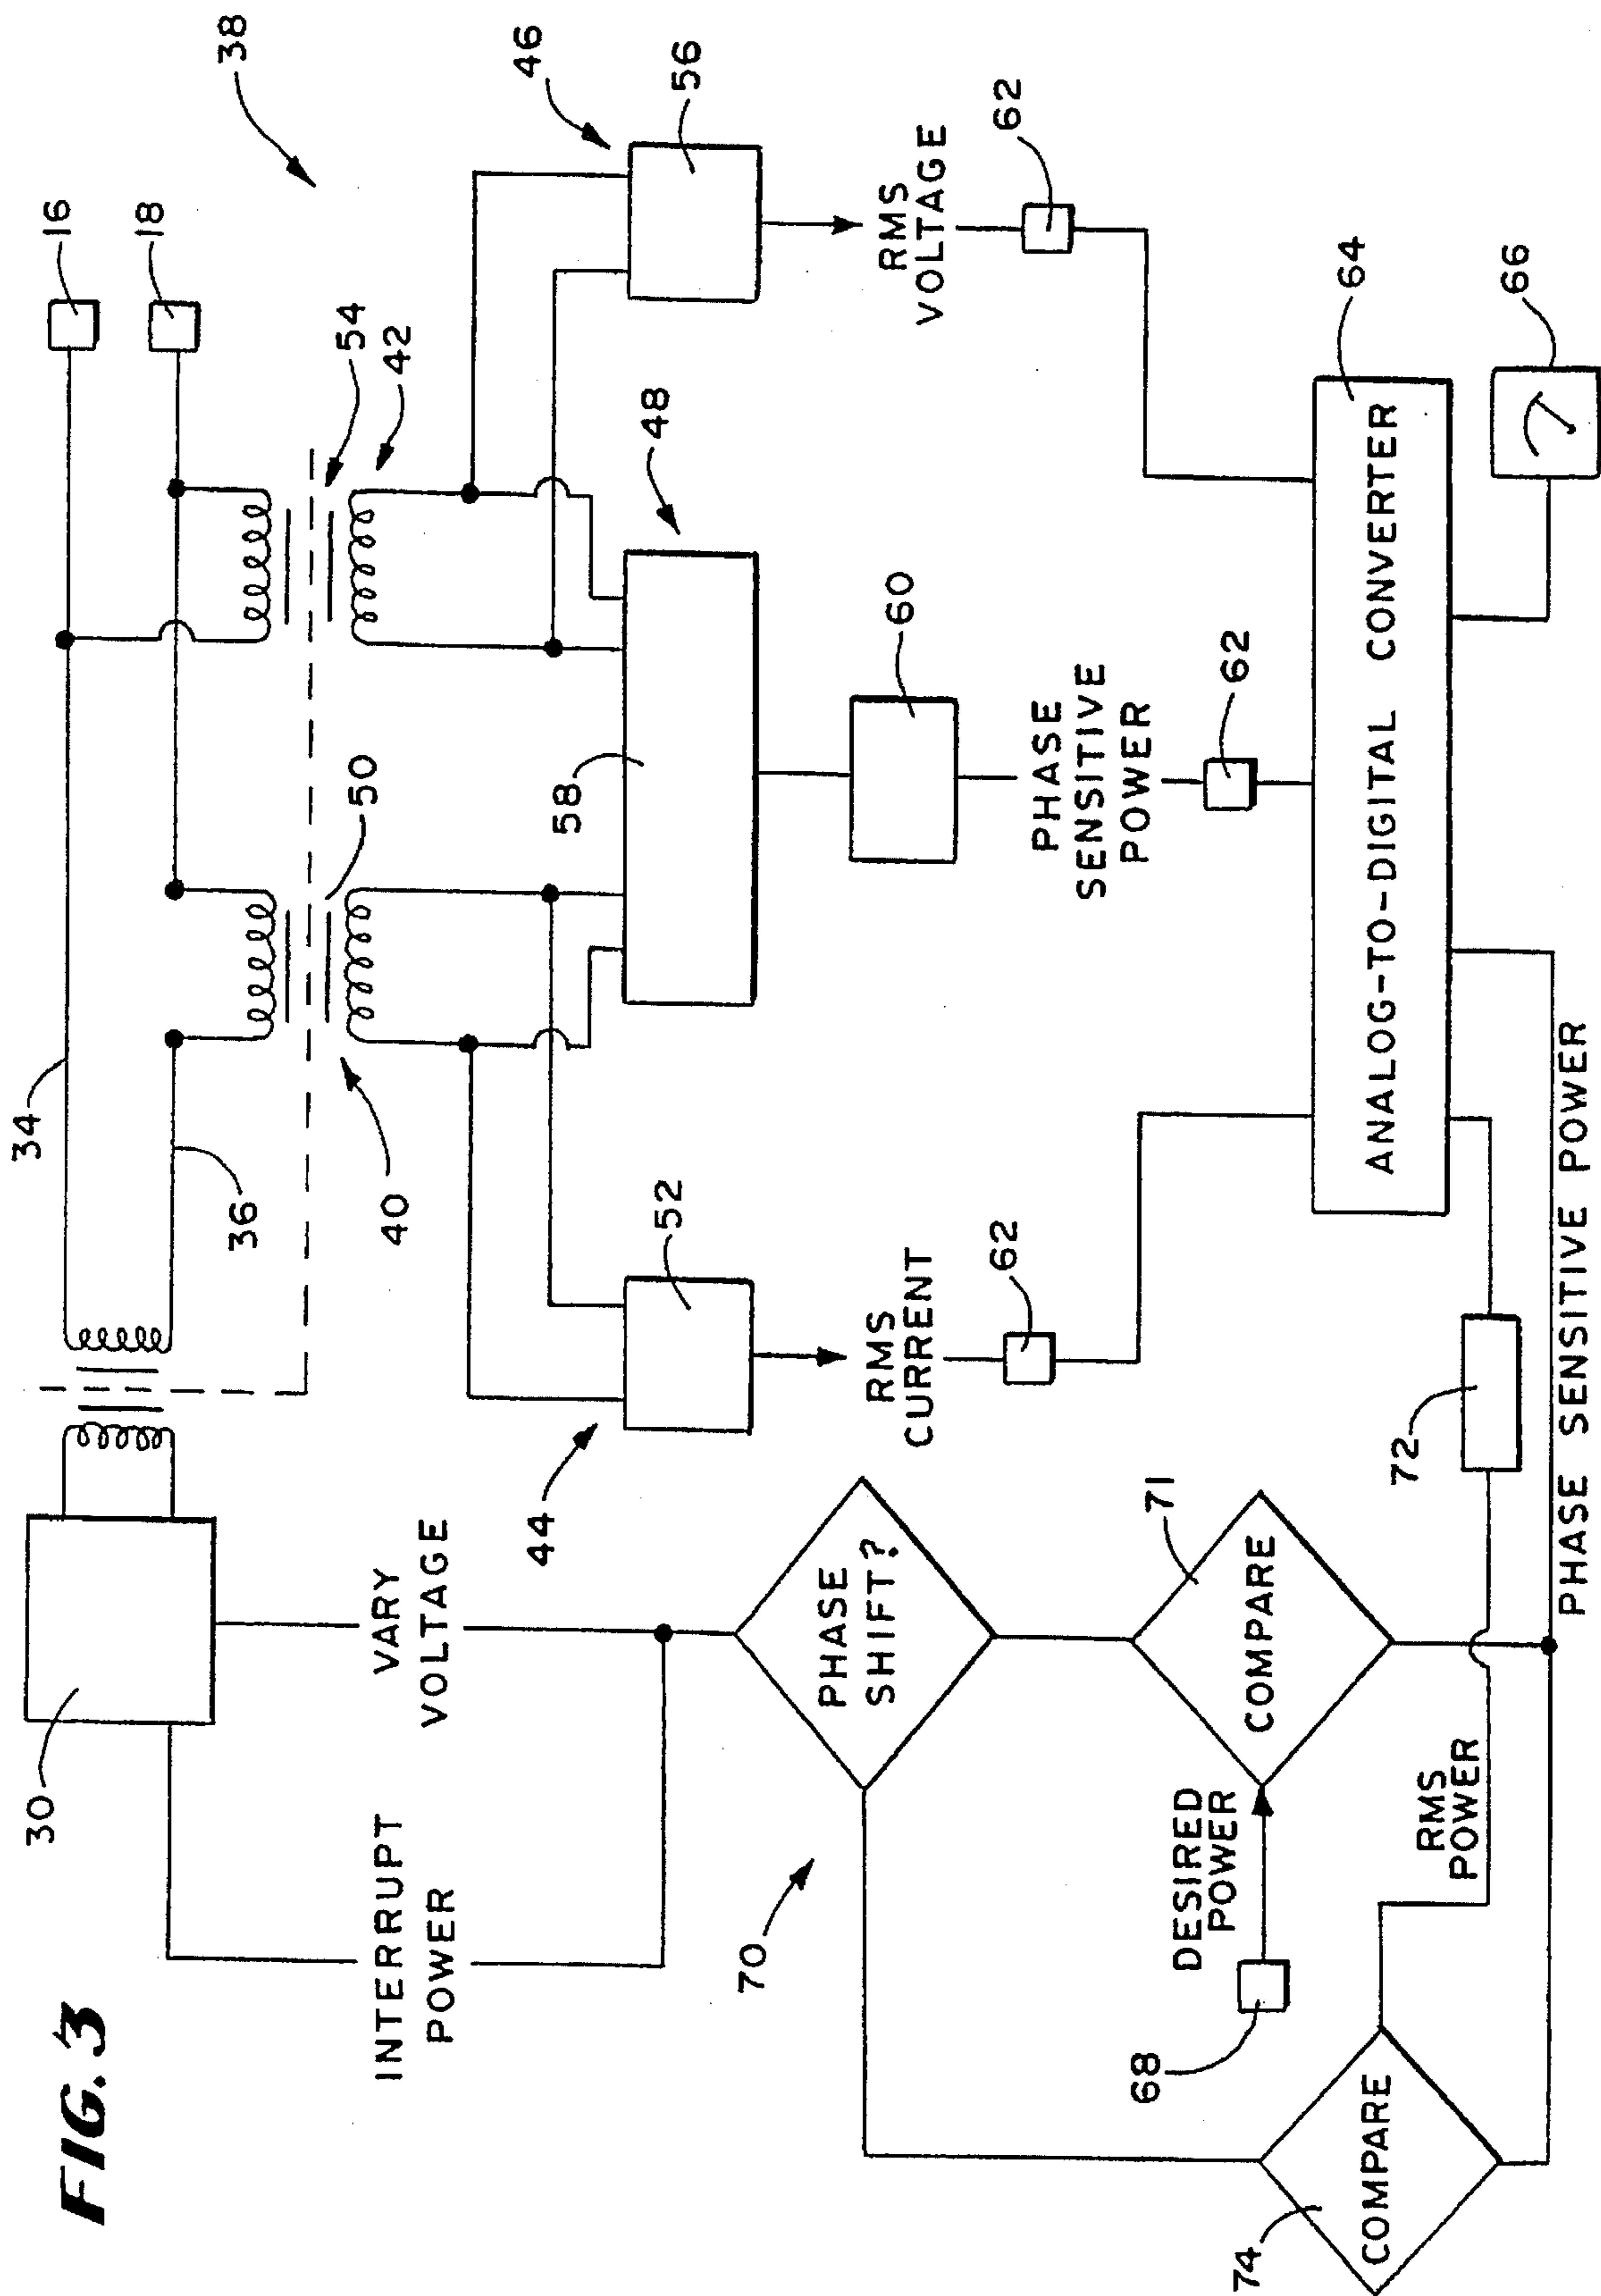 FIG. 3
38
16
18
34
36
30
54
42
50
40
46
56
48
58
52
44
60
RMS
VOLTAGE
62
PHASE
SENSITIVE
POWER
62
RMS
CURRENT
62
VARY
VOLTAGE
INTERRUPT
POWER
PHASE
SHIFT?
70
71
COMPARE
DESIRED
POWER
68
64
ANALOG-TO-DIGITAL CONVERTER
66
72
RMS
POWER
PHASE SENSITIVE POWER
74
COMPARE